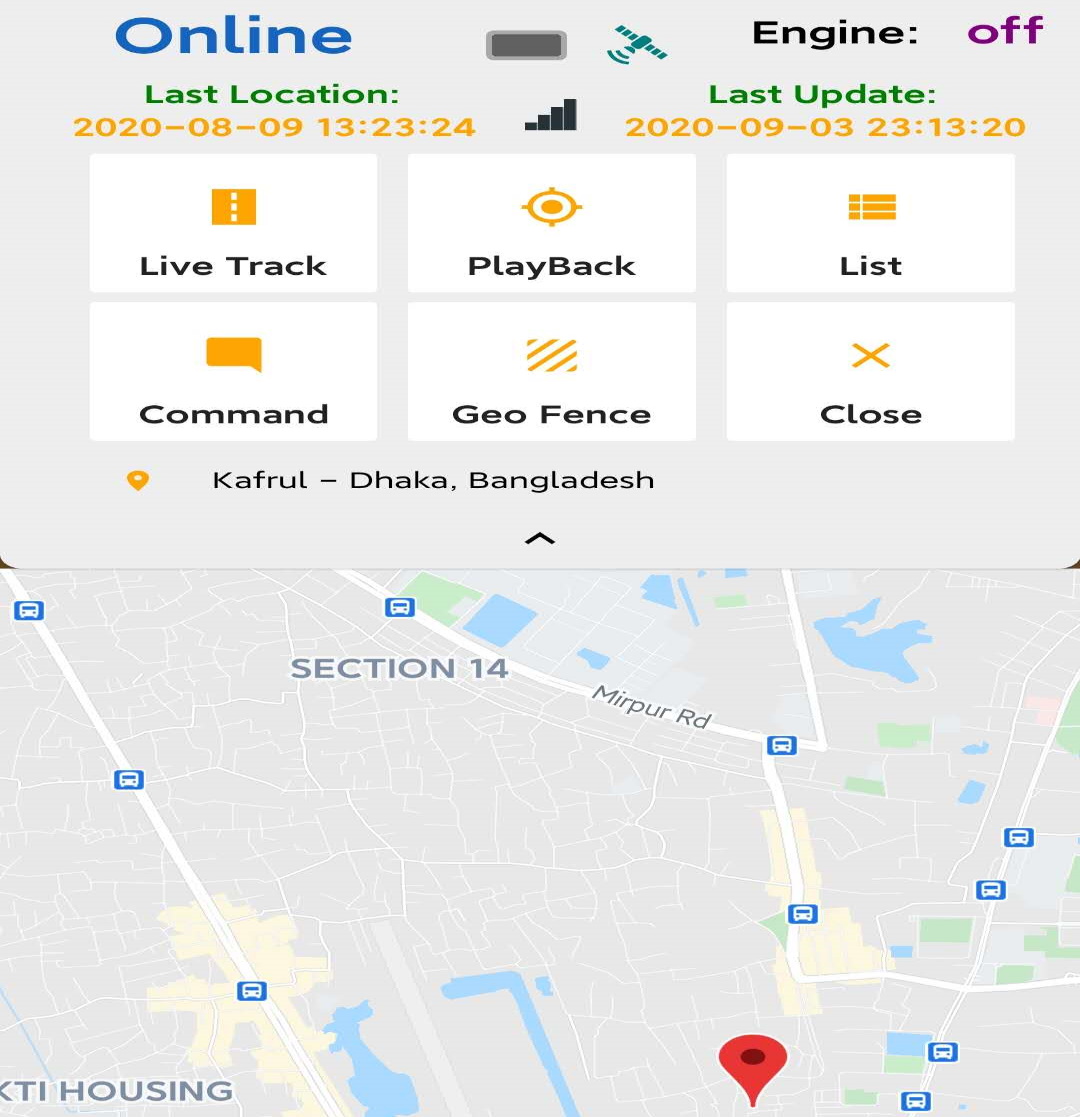 Online
Engine: off
Last Location:
2020-08-09 13:23:24
Last Update:
2020-09-03 23:13:20
Live Track
PlayBack
List
Command
Geo Fence
Close
Kafrul - Dhaka, Bangladesh
SECTION 14
Mirpur Rd
KTI HOUSING